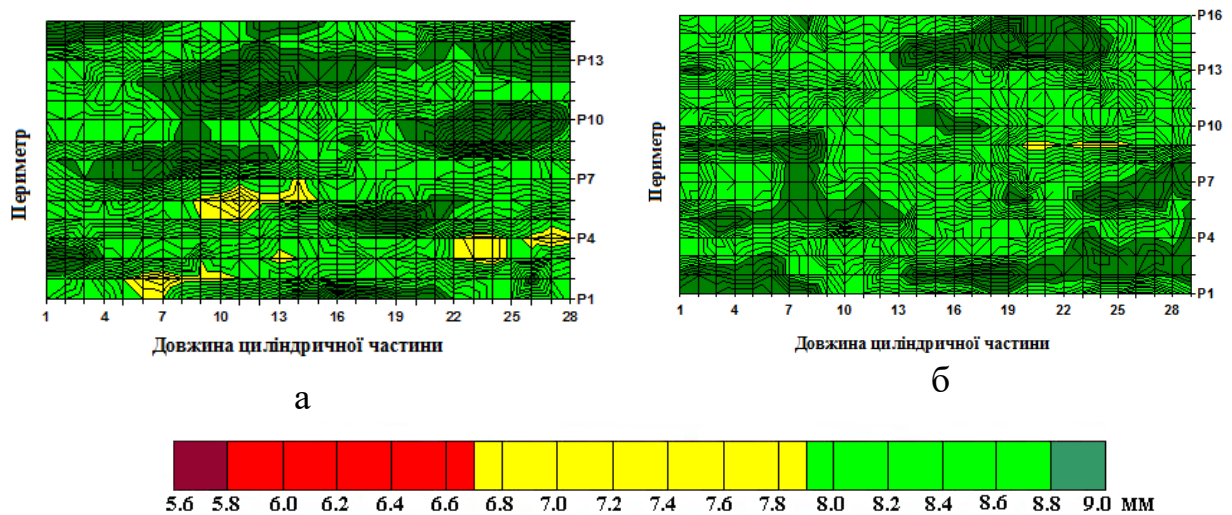 Периметр
P13
P10
P7
P4
P1
1 4 7 10 13 16 19 22 25 28
Довжина циліндричної частини
а
Периметр
P16
P13
P10
P7
P4
P1
1 4 7 10 13 16 19 22 25 28
Довжина циліндричної частини
б
5.6 5.8 6.0 6.2 6.4 6.6 6.8 7.0 7.2 7.4 7.6 7.8 8.0 8.2 8.4 8.6 8.8 9.0 мм